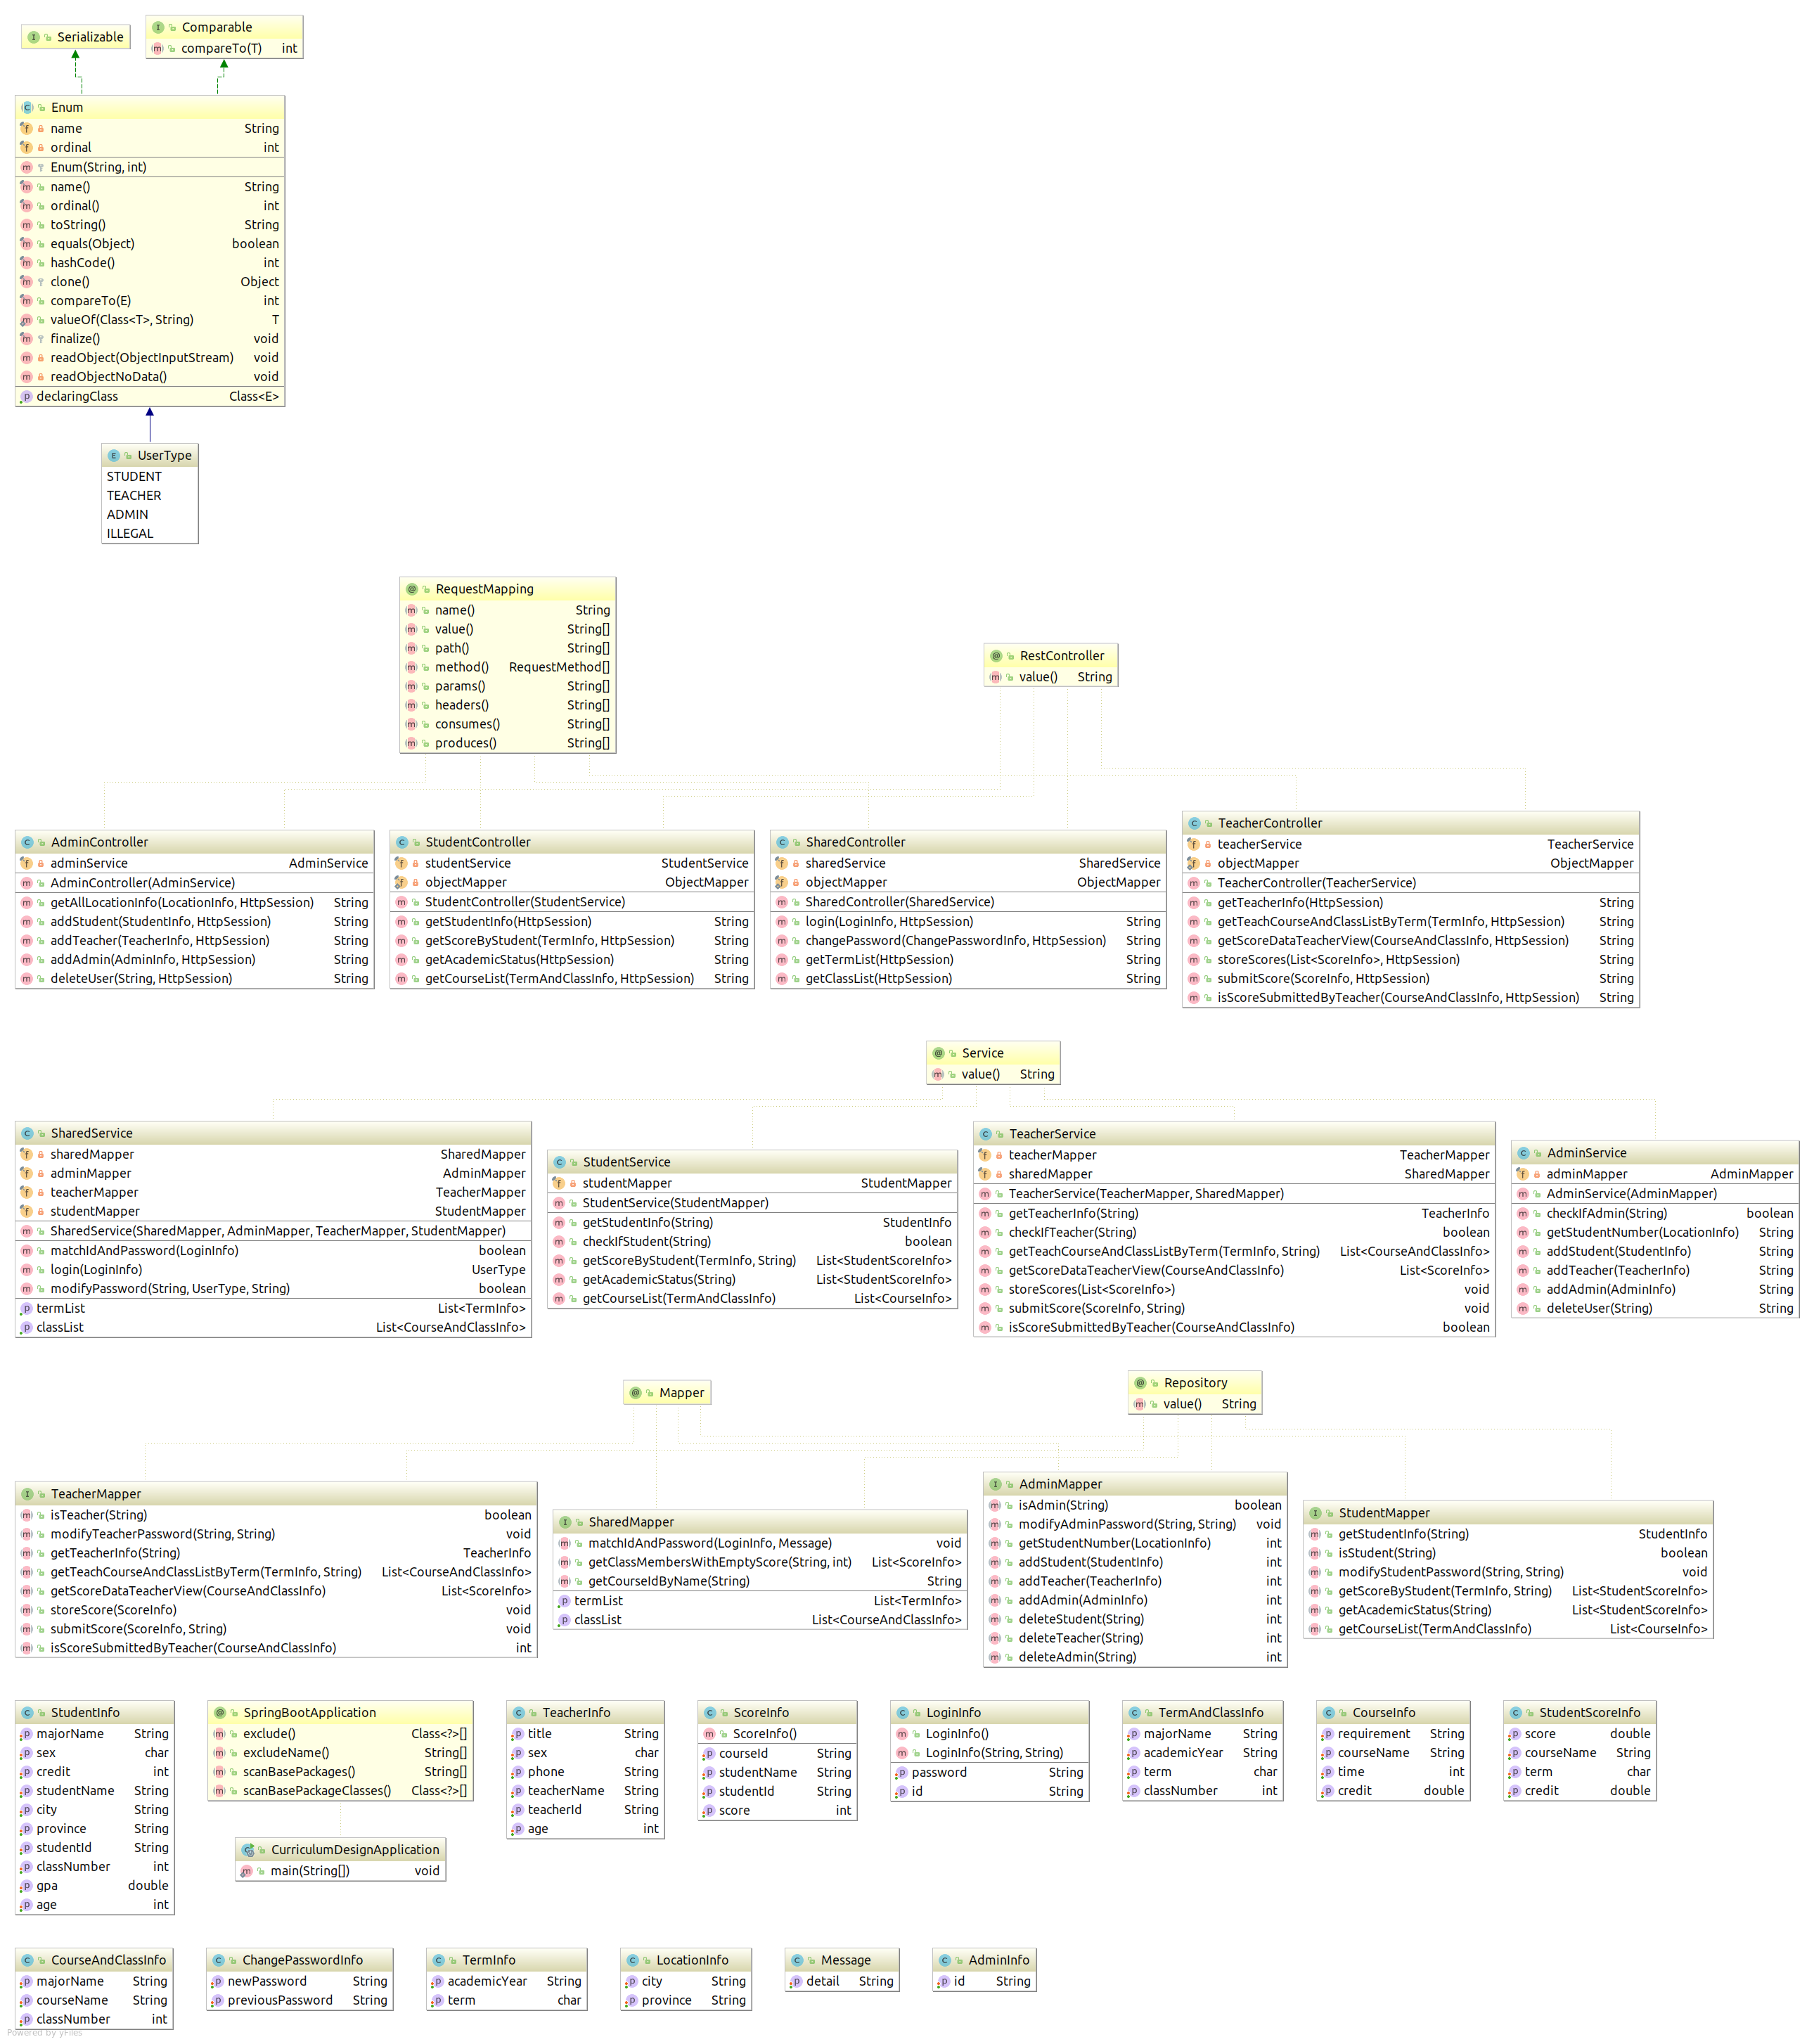 Serializable
Comparable
compareTo(T) int
Enum
name String
ordinal int
Enum(String, int)
name() String
ordinal() int
toString() String
equals(Object) boolean
hashCode() int
clone() Object
compareTo(E) int
valueOf(Class<T>, String) T
finalize() void
readObject(ObjectInputStream) void
readObjectNoData() void
declaringClass Class<E>
UserType
STUDENT
TEACHER
ADMIN
ILLEGAL
RequestMapping
name() String
value() String[]
path() String[]
method() RequestMethod[]
params() String[]
headers() String[]
consumes() String[]
produces() String[]
RestController
value() String
AdminController
adminService AdminService
AdminController(AdminService)
getAllLocationInfo(LocationInfo, HttpSession) String
addStudent(StudentInfo, HttpSession) String
addTeacher(TeacherInfo, HttpSession) String
addAdmin(AdminInfo, HttpSession) String
deleteUser(String, HttpSession) String
StudentController
studentService StudentService
objectMapper ObjectMapper
StudentController(StudentService)
getStudentInfo(HttpSession) String
getScoreByStudent(TermInfo, HttpSession) String
getAcademicStatus(HttpSession) String
getCourseList(TermAndClassInfo, HttpSession) String
SharedController
sharedService SharedService
objectMapper ObjectMapper
SharedController(SharedService)
login(LoginInfo, HttpSession) String
changePassword(ChangePasswordInfo, HttpSession) String
getTermList(HttpSession) String
getClassList(HttpSession) String
TeacherController
teacherService TeacherService
objectMapper ObjectMapper
TeacherController(TeacherService)
getTeacherInfo(HttpSession) String
getTeachCourseAndClassListByTerm(TermInfo, HttpSession) String
getScoreDataTeacherView(CourseAndClassInfo, HttpSession) String
storeScores(List<ScoreInfo>, HttpSession) String
submitScore(ScoreInfo, HttpSession) String
isScoreSubmittedByTeacher(CourseAndClassInfo, HttpSession) String
Service
value() String
SharedService
sharedMapper SharedMapper
adminMapper AdminMapper
teacherMapper TeacherMapper
studentMapper StudentMapper
SharedService(SharedMapper, AdminMapper, TeacherMapper, StudentMapper)
matchIdAndPassword(LoginInfo) boolean
login(LoginInfo) UserType
modifyPassword(String, UserType, String) boolean
termList List<TermInfo>
classList List<CourseAndClassInfo>
StudentService
studentMapper StudentMapper
StudentService(StudentMapper)
getStudentInfo(String) StudentInfo
checkIfStudent(String) boolean
getScoreByStudent(TermInfo, String) List<StudentScoreInfo>
getAcademicStatus(String) List<StudentScoreInfo>
getCourseList(TermAndClassInfo) List<CourseInfo>
TeacherService
teacherMapper TeacherMapper
sharedMapper SharedMapper
TeacherService(TeacherMapper, SharedMapper)
getTeacherInfo(String) TeacherInfo
checkIfTeacher(String) boolean
getTeachCourseAndClassListByTerm(TermInfo, String) List<CourseAndClassInfo>
getScoreDataTeacherView(CourseAndClassInfo) List<ScoreInfo>
storeScores(List<ScoreInfo>) void
submitScore(ScoreInfo, String) void
isScoreSubmittedByTeacher(CourseAndClassInfo) boolean
AdminService
adminMapper AdminMapper
AdminService(AdminMapper)
checkIfAdmin(String) boolean
getStudentNumber(LocationInfo) String
addStudent(StudentInfo) String
addTeacher(TeacherInfo) String
addAdmin(AdminInfo) String
deleteUser(String) String
Mapper
Repository
value() String
TeacherMapper
isTeacher(String) boolean
modifyTeacherPassword(String, String) void
getTeacherInfo(String) TeacherInfo
getTeachCourseAndClassListByTerm(TermInfo, String) List<CourseAndClassInfo>
getScoreDataTeacherView(CourseAndClassInfo) List<ScoreInfo>
storeScore(ScoreInfo) void
submitScore(ScoreInfo, String) void
isScoreSubmittedByTeacher(CourseAndClassInfo) int
SharedMapper
matchIdAndPassword(LoginInfo, Message) void
getClassMembersWithEmptyScore(String, int) List<ScoreInfo>
getCourseIdByName(String) String
termList List<TermInfo>
classList List<CourseAndClassInfo>
AdminMapper
isAdmin(String) boolean
modifyAdminPassword(String, String) void
getStudentNumber(LocationInfo) int
addStudent(StudentInfo) int
addTeacher(TeacherInfo) int
addAdmin(AdminInfo) int
deleteStudent(String) int
deleteTeacher(String) int
deleteAdmin(String) int
StudentMapper
getStudentInfo(String) StudentInfo
isStudent(String) boolean
modifyStudentPassword(String, String) void
getScoreByStudent(TermInfo, String) List<StudentScoreInfo>
getAcademicStatus(String) List<StudentScoreInfo>
getCourseList(TermAndClassInfo) List<CourseInfo>
StudentInfo
majorName String
sex char
credit int
studentName String
city String
province String
studentId String
classNumber int
gpa double
age int
SpringBootApplication
exclude() Class<?>[]
excludeName() String[]
scanBasePackages() String[]
scanBasePackageClasses() Class<?>[]
CurriculumDesignApplication
main(String[]) void
TeacherInfo
title String
sex char
phone String
teacherName String
teacherId String
age int
ScoreInfo
ScoreInfo()
courseId String
studentName String
studentId String
score int
LoginInfo
LoginInfo()
LoginInfo(String, String)
password String
id String
TermAndClassInfo
majorName String
academicYear String
term char
classNumber int
CourseInfo
requirement String
courseName String
time int
credit double
StudentScoreInfo
score double
courseName String
term char
credit double
CourseAndClassInfo
majorName String
courseName String
classNumber int
ChangePasswordInfo
newPassword String
previousPassword String
TermInfo
academicYear String
term char
LocationInfo
city String
province String
Message
detail String
AdminInfo
id String
Powered by yFiles